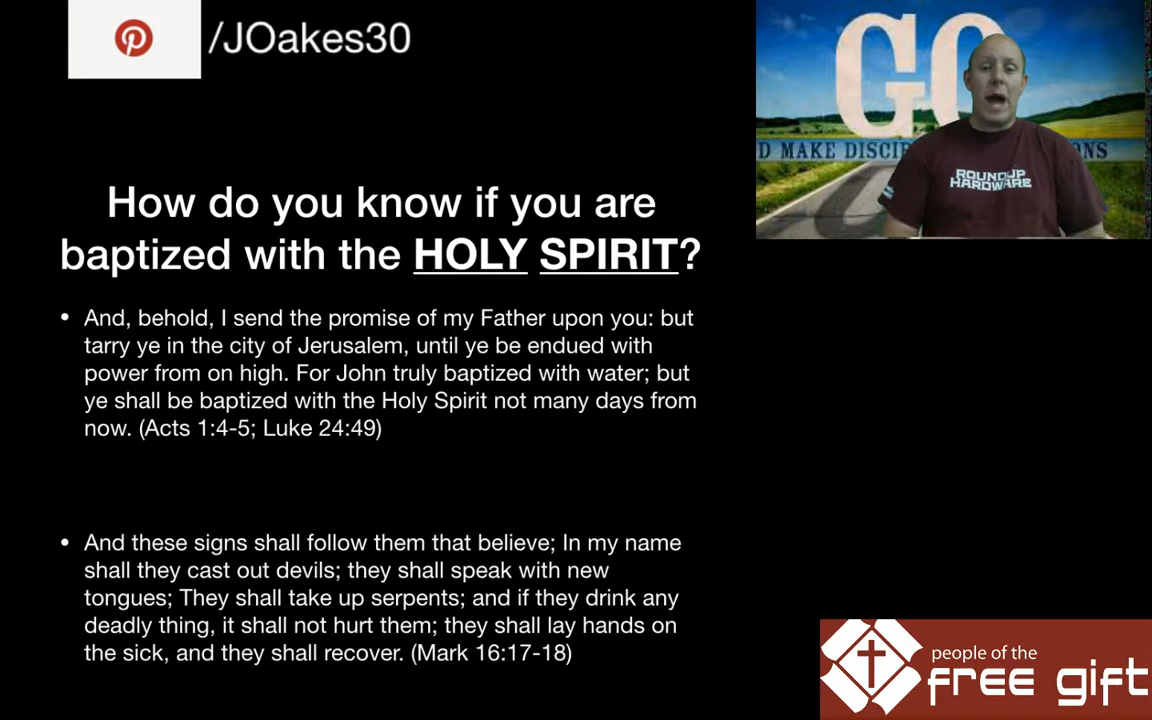 /JOakes30
GO
D MAKE DISCIP
ONS
ROUNDUP
HARDWARE
How do you know if you are
baptized with the HOLY SPIRIT?
• And, behold, I send the promise of my Father upon you: but
tarry ye in the city of Jerusalem, until ye be endued with
power from on high. For John truly baptized with water; but
ye shall be baptized with the Holy Spirit not many days from
now. (Acts 1:4-5; Luke 24:49)
• And these signs shall follow them that believe; In my name
shall they cast out devils; they shall speak with new
tongues; They shall take up serpents; and if they drink any
deadly thing, it shall not hurt them; they shall lay hands on
the sick, and they shall recover. (Mark 16:17-18)
people of the
free gift